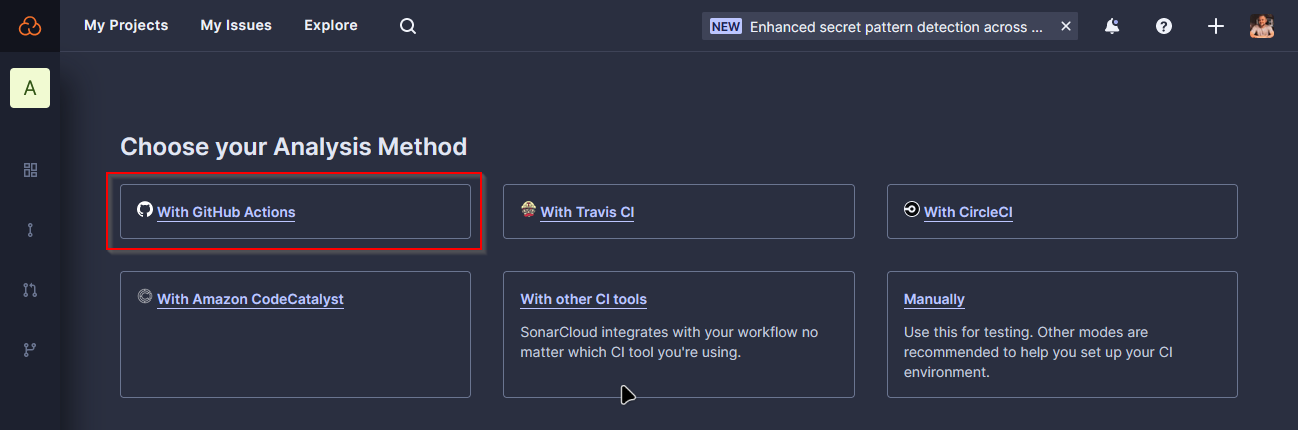 My Projects
My Issues
Explore
NEW Enhanced secret pattern detection across ...
A
Choose your Analysis Method
With GitHub Actions
With Travis CI
With CircleCI
With Amazon CodeCatalyst
With other CI tools
SonarCloud integrates with your workflow no
matter which CI tool you're using.
Manually
Use this for testing. Other modes are
recommended to help you set up your CI
environment.